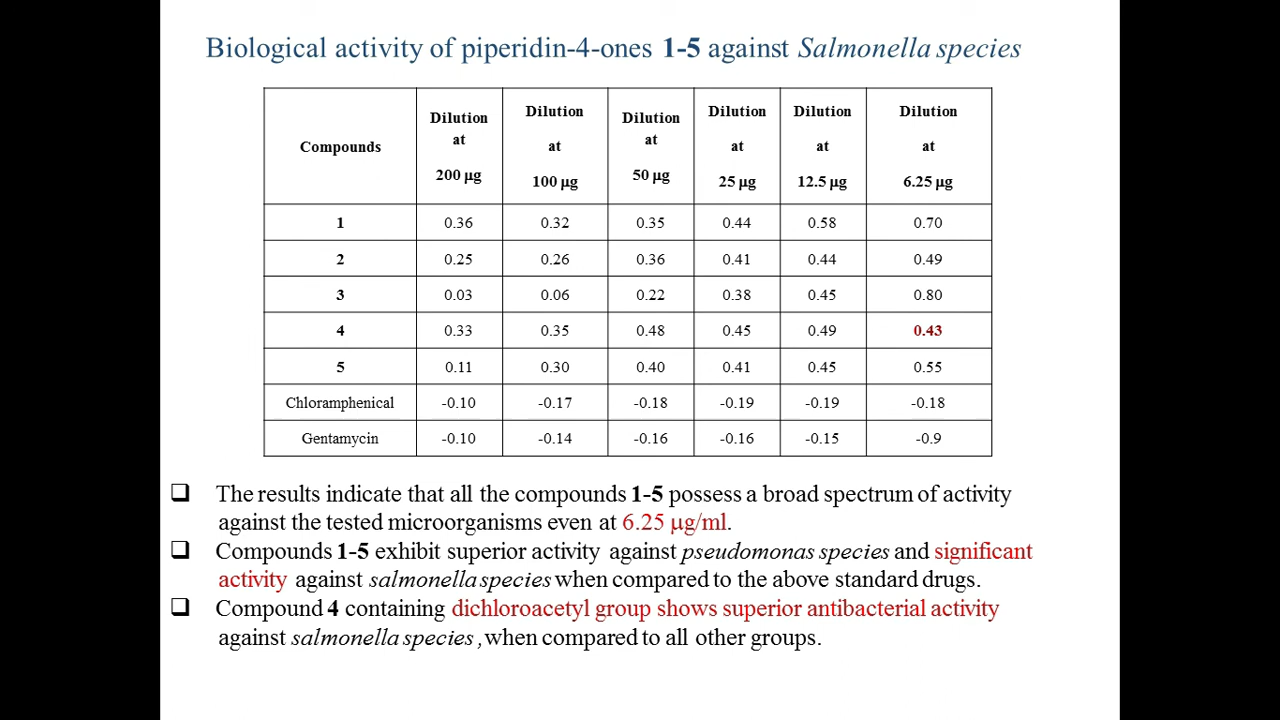 Biological activity of piperidin-4-ones 1-5 against Salmonella species
Compounds Dilution at 200 µg Dilution at 100 µg Dilution at 50 µg Dilution at 25 µg Dilution at 12.5 µg Dilution at 6.25 µg
1 0.36 0.32 0.35 0.44 0.58 0.70
2 0.25 0.26 0.36 0.41 0.44 0.49
3 0.03 0.06 0.22 0.38 0.45 0.80
4 0.33 0.35 0.48 0.45 0.49 0.43
5 0.11 0.30 0.40 0.41 0.45 0.55
Chloramphenical -0.10 -0.17 -0.18 -0.19 -0.19 -0.18
Gentamycin -0.10 -0.14 -0.16 -0.16 -0.15 -0.9
❑ The results indicate that all the compounds 1-5 possess a broad spectrum of activity
against the tested microorganisms even at 6.25 µg/ml.
❑ Compounds 1-5 exhibit superior activity against pseudomonas species and significant
activity against salmonella species when compared to the above standard drugs.
❑ Compound 4 containing dichloroacetyl group shows superior antibacterial activity
against salmonella species , when compared to all other groups.